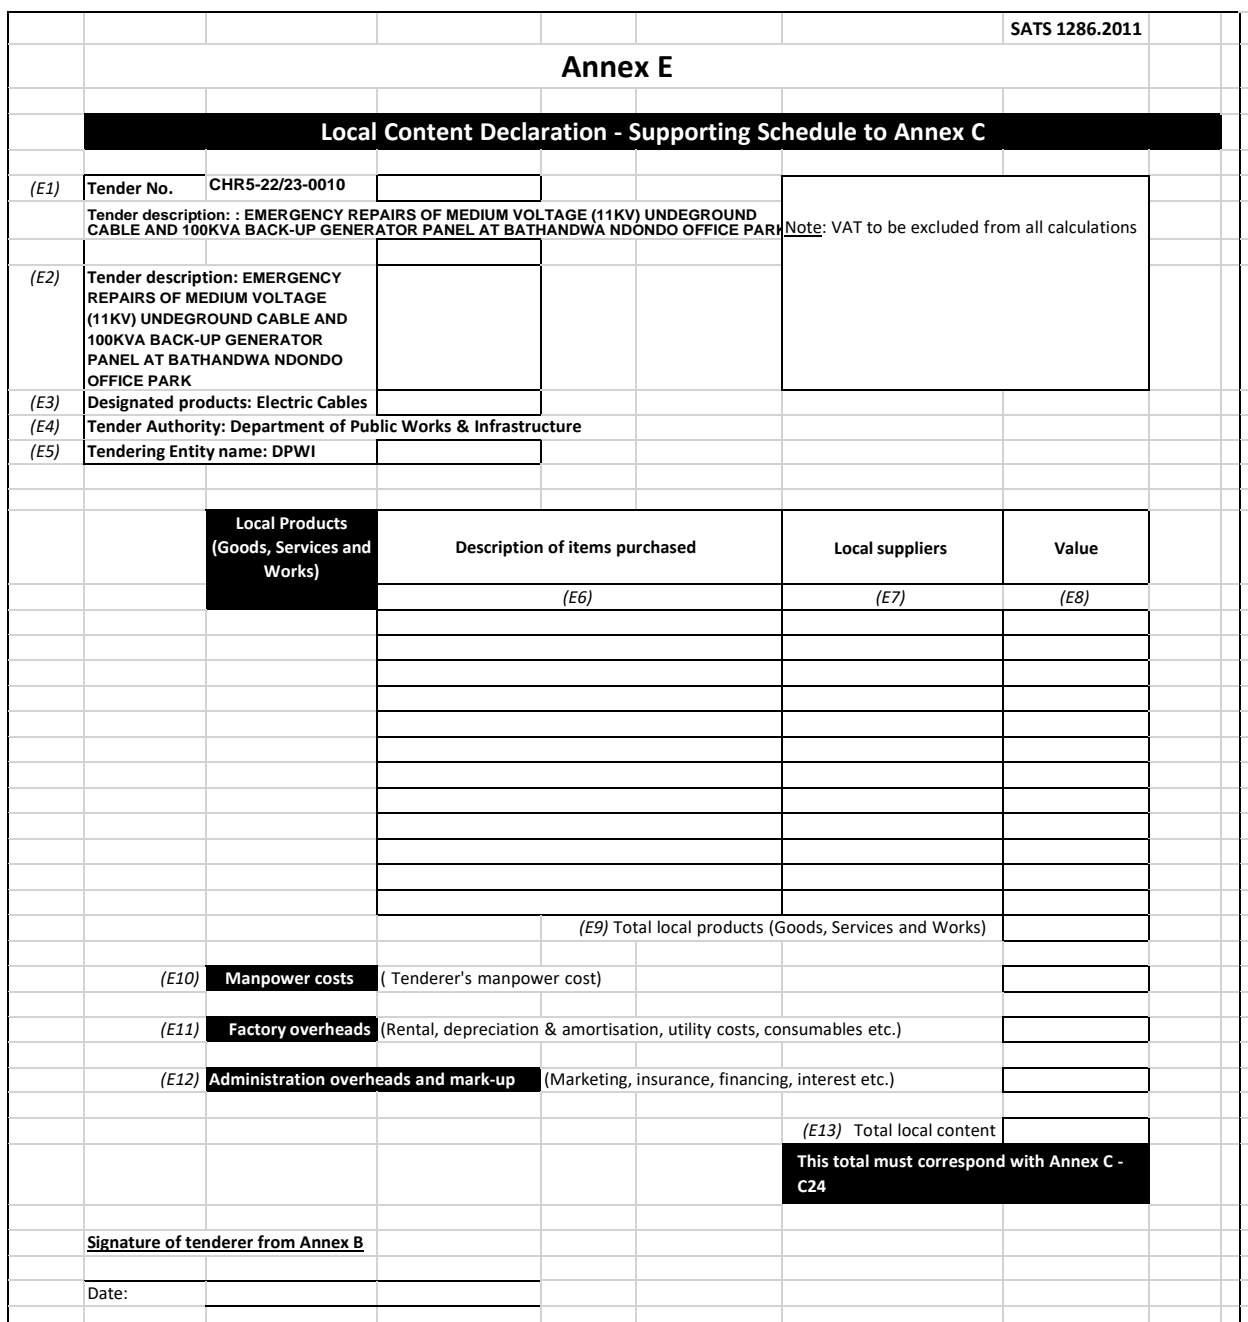 SATS 1286.2011
Annex E
Local Content Declaration - Supporting Schedule to Annex C
(E1) Tender No. CHR5-22/23-0010
Tender description: : EMERGENCY REPAIRS OF MEDIUM VOLTAGE (11KV) UNDEGROUND
CABLE AND 100KVA BACK-UP GENERATOR PANEL AT BATHANDWA NDONDO OFFICE PARK
Note: VAT to be excluded from all calculations
(E2) Tender description: EMERGENCY
REPAIRS OF MEDIUM VOLTAGE
(11KV) UNDEGROUND CABLE AND
100KVA BACK-UP GENERATOR
PANEL AT BATHANDWA NDONDO
OFFICE PARK
(E3) Designated products: Electric Cables
(E4) Tender Authority: Department of Public Works & Infrastructure
(E5) Tendering Entity name: DPWI
Local Products
(Goods, Services and
Works)
Description of items purchased
Local suppliers
Value
(E6)
(E7)
(E8)
(E9) Total local products (Goods, Services and Works)
(E10) Manpower costs ( Tenderer's manpower cost)
(E11) Factory overheads (Rental, depreciation & amortisation, utility costs, consumables etc.)
(E12) Administration overheads and mark-up (Marketing, insurance, financing, interest etc.)
(E13) Total local content
This total must correspond with Annex C -
C24
Signature of tenderer from Annex B
Date: